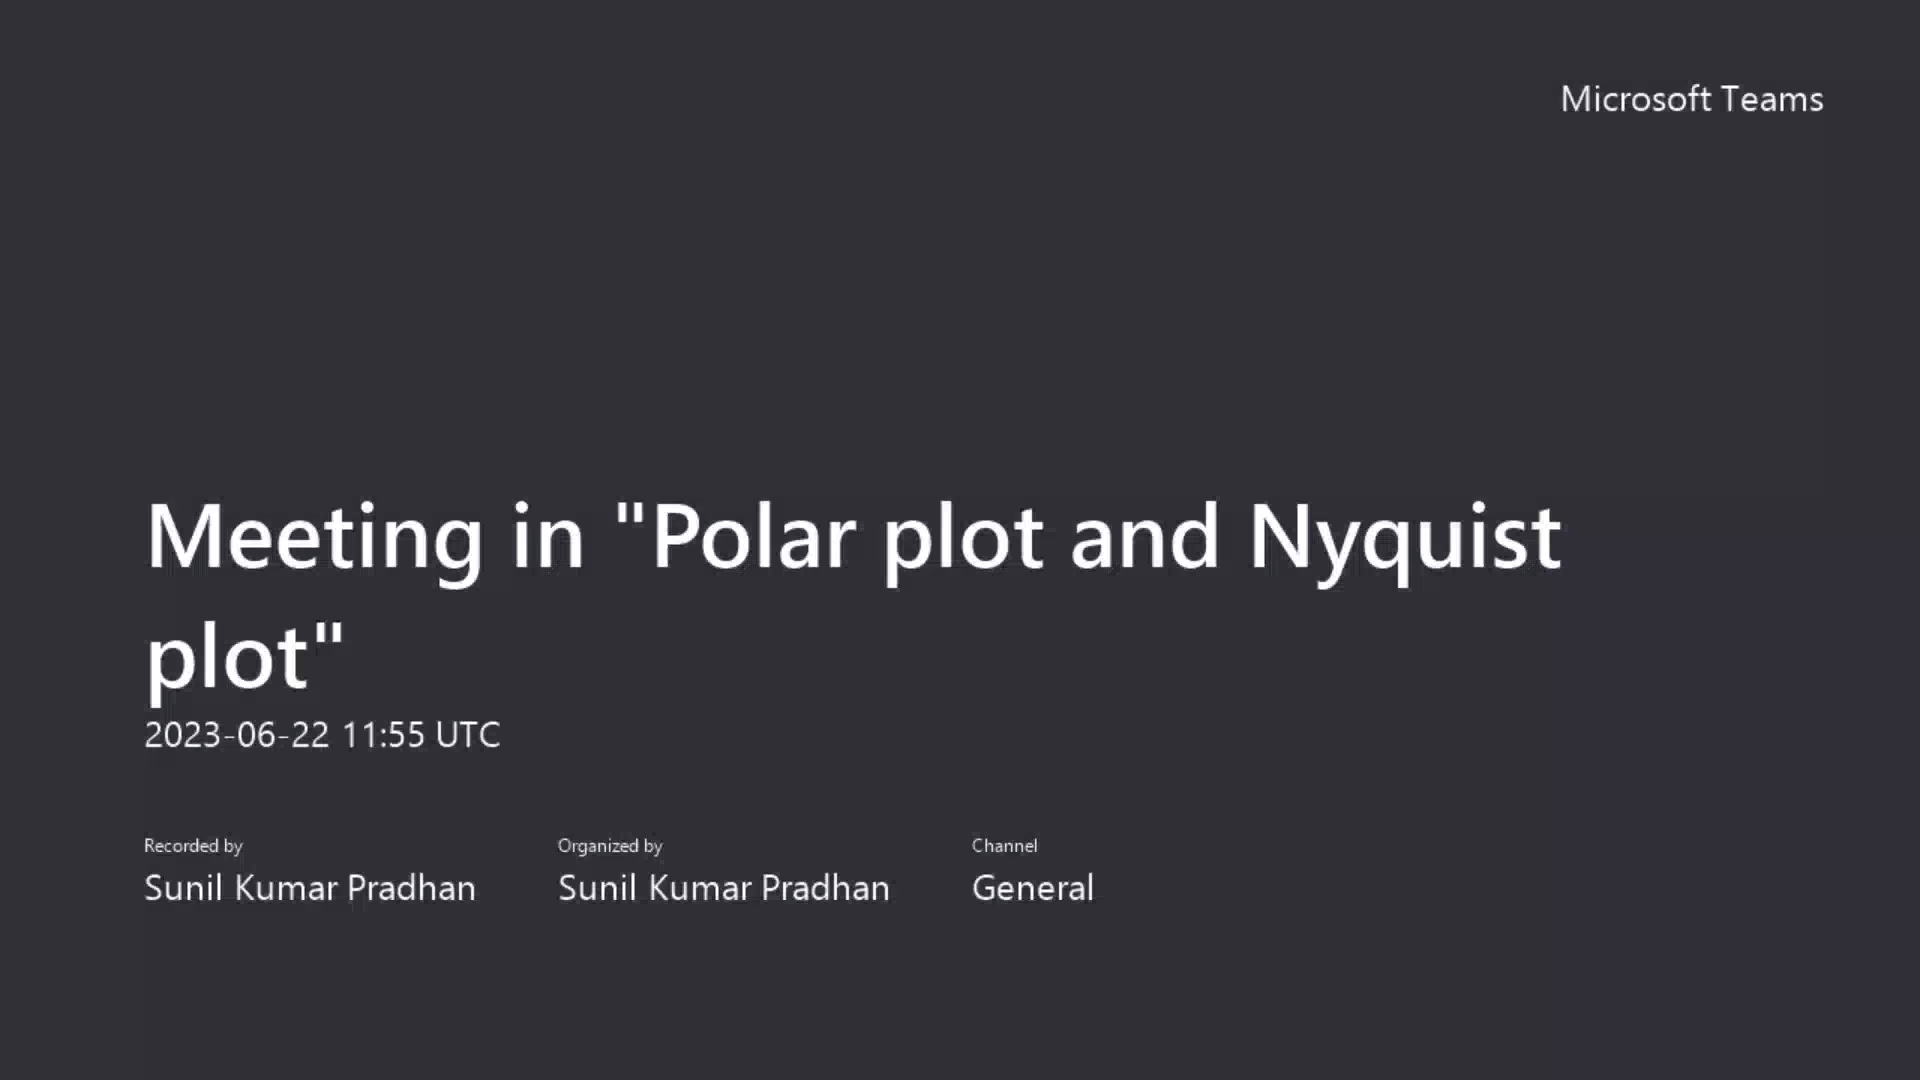 Microsoft Teams
Meeting in "Polar plot and Nyquist
plot"
2023-06-22 11:55 UTC
Recorded by
Sunil Kumar Pradhan
Organized by
Sunil Kumar Pradhan
Channel
General